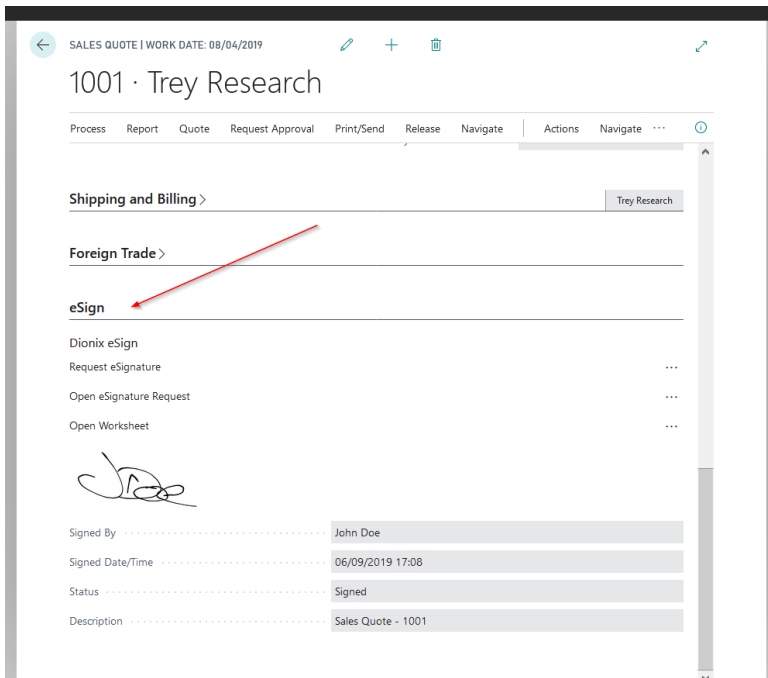 SALES QUOTE | WORK DATE: 08/04/2019
1001 · Trey Research
Process Report Quote Request Approval Print/Send Release Navigate Actions Navigate ...
Shipping and Billing > Trey Research
Foreign Trade >
eSign
Dionix eSign
Request eSignature ...
Open eSignature Request ...
Open Worksheet ...
JDoe
Signed By John Doe
Signed Date/Time 06/09/2019 17:08
Status Signed
Description Sales Quote - 1001